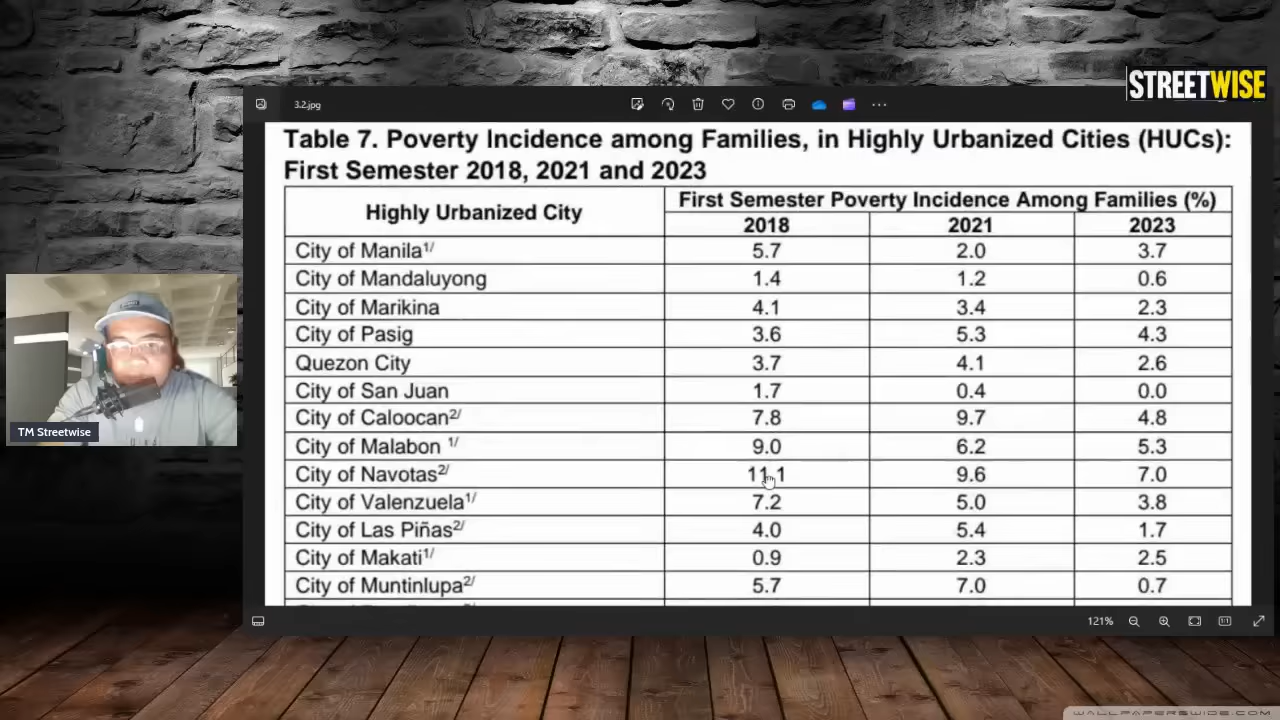 STREETWISE
3.2.jpg
Table 7. Poverty Incidence among Families, in Highly Urbanized Cities (HUCs):
First Semester 2018, 2021 and 2023
Highly Urbanized City
First Semester Poverty Incidence Among Families (%)
2018 2021 2023
City of Manila1/ 5.7 2.0 3.7
City of Mandaluyong 1.4 1.2 0.6
City of Marikina 4.1 3.4 2.3
City of Pasig 3.6 5.3 4.3
Quezon City 3.7 4.1 2.6
City of San Juan 1.7 0.4 0.0
City of Caloocan2/ 7.8 9.7 4.8
City of Malabon 1/ 9.0 6.2 5.3
City of Navotas2/ 11.1 9.6 7.0
City of Valenzuela1/ 7.2 5.0 3.8
City of Las Piñas2/ 4.0 5.4 1.7
City of Makati1/ 0.9 2.3 2.5
City of Muntinlupa2/ 5.7 7.0 0.7
TM Streetwise
121%
WALLPAPERSWIDE.COM